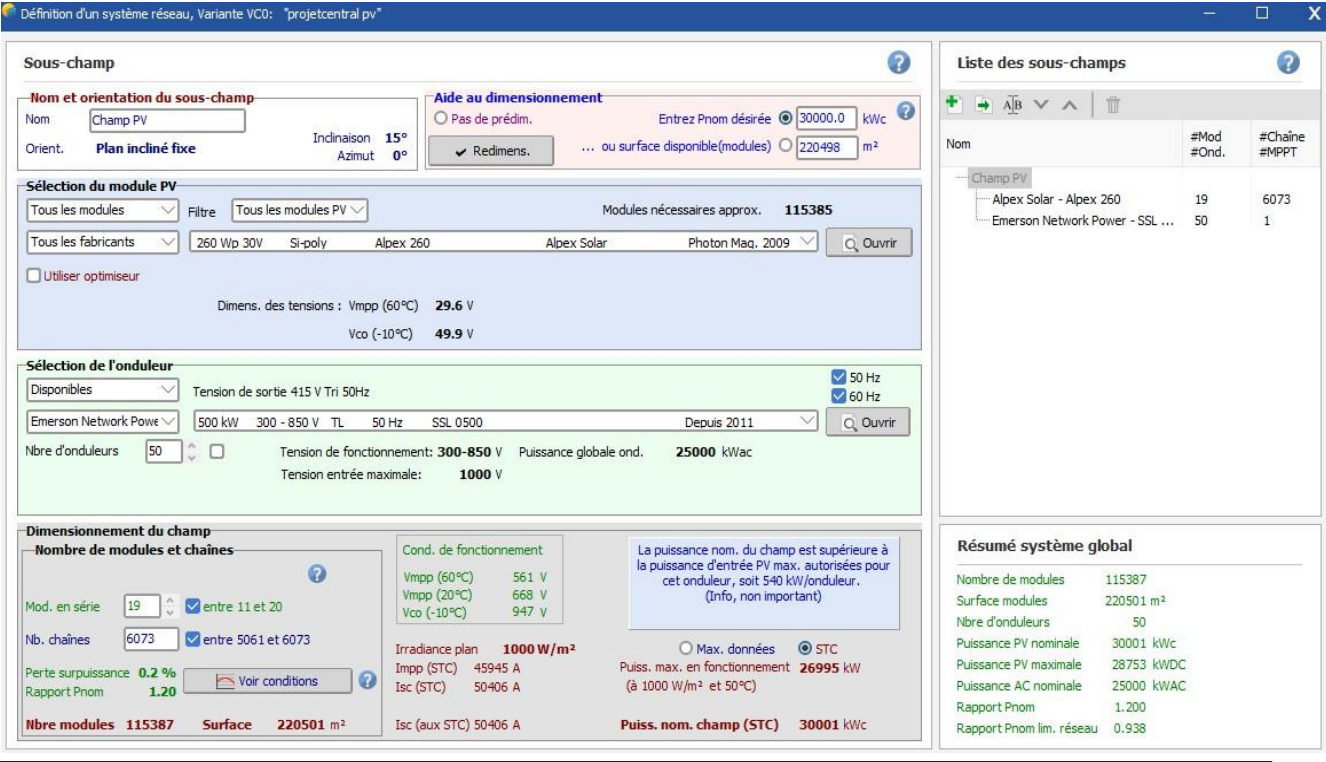 Définition d'un système réseau, Variante VC0: "projetcentral pv"
Sous-champ
Nom et orientation du sous-champ
Nom Champ PV
Orient. Plan incliné fixe
Inclinaison 15°
Azimut 0°
Aide au dimensionnement
Pas de prédim.
Entrez Pnom désirée 30000.0 kWc
Redimens.
... ou surface disponible(modules) 220498 m²
Sélection du module PV
Tous les modules Filtre Tous les modules PV
Modules nécessaires approx. 115385
Tous les fabricants 260 Wp 30V Si-poly Alpex 260 Alpex Solar Photon Mag. 2009 Ouvrir
Utiliser optimiseur
Dimens. des tensions : Vmpp (60°C) 29.6 V
Vco (-10°C) 49.9 V
Sélection de l'onduleur
Disponibles Tension de sortie 415 V Tri 50Hz
50 Hz
60 Hz
Emerson Network Powe 500 kW 300 - 850 V TL 50 Hz SSL 0500 Depuis 2011 Ouvrir
Nbre d'onduleurs 50 Tension de fonctionnement: 300-850 V Puissance globale ond. 25000 kWac
Tension entrée maximale: 1000 V
Dimensionnement du champ
Nombre de modules et chaînes
Mod. en série 19 entre 11 et 20
Nb. chaînes 6073 entre 5061 et 6073
Perte surpuissance 0.2 %
Rapport Pnom 1.20
Voir conditions
Nbre modules 115387 Surface 220501 m²
Cond. de fonctionnement
Vmpp (60°C) 561 V
Vmpp (20°C) 668 V
Vco (-10°C) 947 V
Irradiance plan 1000 W/m²
Impp (STC) 45945 A
Isc (STC) 50406 A
Isc (aux STC) 50406 A
La puissance nom. du champ est supérieure à
la puissance d'entrée PV max. autorisées pour
cet onduleur, soit 540 kW/onduleur.
(Info, non important)
Max. données STC
Puiss. max. en fonctionnement 26995 kW
(à 1000 W/m² et 50°C)
Puiss. nom. champ (STC) 30001 kWc
Liste des sous-champs
Nom
#Mod #Chaîne
#Ond. #MPPT
Champ PV
Alpex Solar - Alpex 260 19 6073
Emerson Network Power - SSL ... 50 1
Résumé système global
Nombre de modules 115387
Surface modules 220501 m²
Nbre d'onduleurs 50
Puissance PV nominale 30001 kWc
Puissance PV maximale 28753 kWDC
Puissance AC nominale 25000 kWAC
Rapport Pnom 1.200
Rapport Pnom lim. réseau 0.938